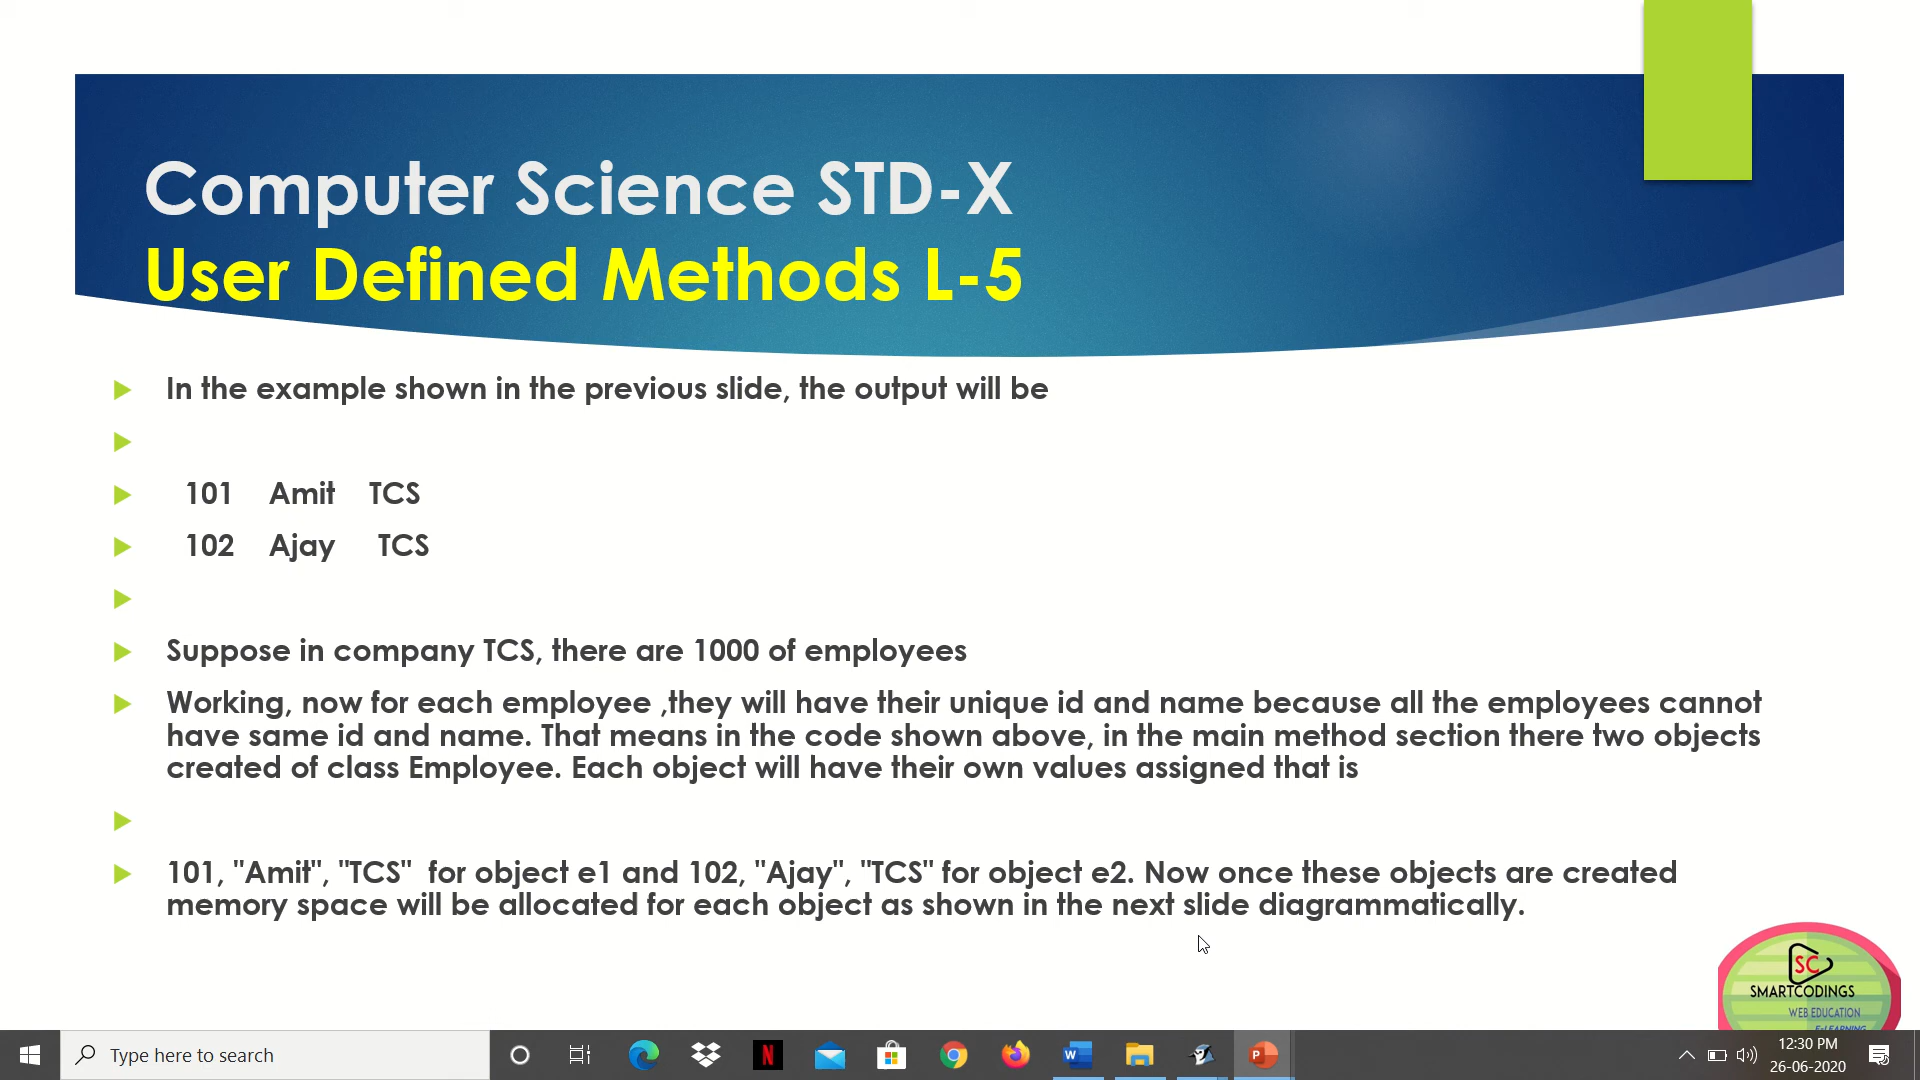 Computer Science STD-X
User Defined Methods L-5
In the example shown in the previous slide, the output will be
101 Amit TCS
102 Ajay TCS
Suppose in company TCS, there are 1000 of employees
Working, now for each employee ,they will have their unique id and name because all the employees cannot
have same id and name. That means in the code shown above, in the main method section there two objects
created of class Employee. Each object will have their own values assigned that is
101, "Amit", "TCS" for object e1 and 102, "Ajay", "TCS" for object e2. Now once these objects are created
memory space will be allocated for each object as shown in the next slide diagrammatically.
SC
SMARTCODINGS
WEB EDUCATION
E-LEARNING
Type here to search
N
W
P
12:30 PM
26-06-2020